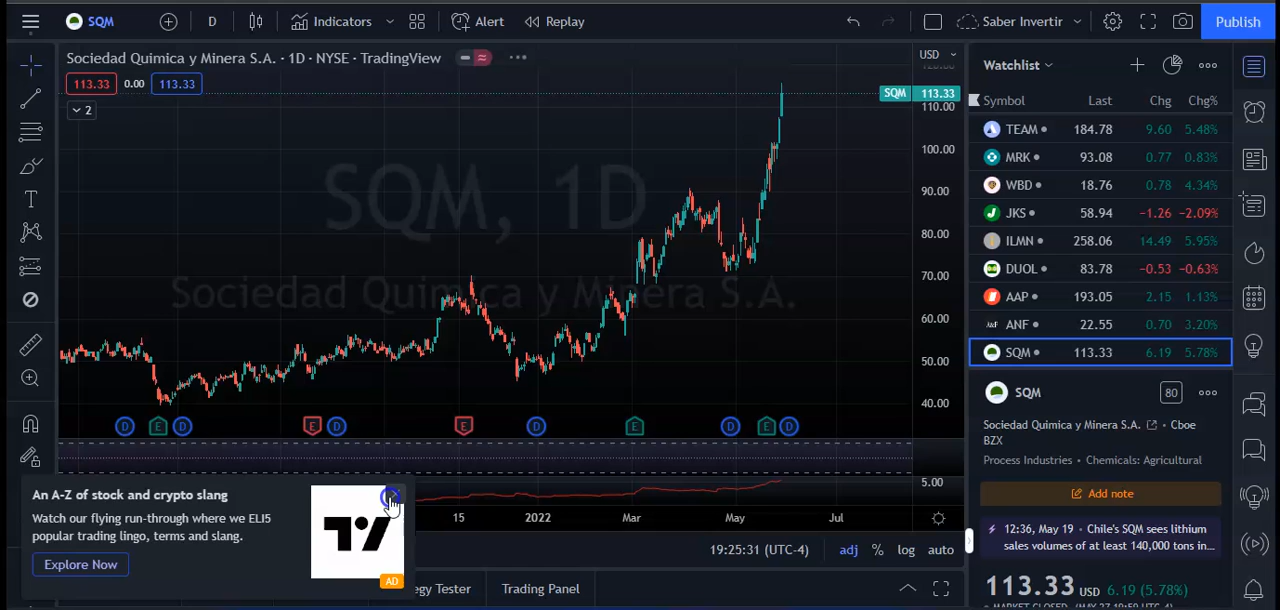 SQM
D
Indicators
Alert
Replay
Saber Invertir
Publish
Sociedad Quimica y Minera S.A. · 1D · NYSE · TradingView
USD
113.33 0.00 113.33
2
SQM 113.33
110.00
100.00
90.00
80.00
70.00
60.00
50.00
40.00
SQM, 1D
Sociedad Química y Minera S.A.
D E D E D E D E D E D
5.00
15 2022 Mar May Jul
19:25:31 (UTC-4) adj % log auto
gy Tester Trading Panel
An A-Z of stock and crypto slang
Watch our flying run-through where we ELI5
popular trading lingo, terms and slang.
Explore Now
AD
Watchlist
Symbol Last Chg Chg%
TEAM 184.78 9.60 5.48%
MRK 93.08 0.77 0.83%
WBD 18.76 0.78 4.34%
JKS 58.94 −1.26 −2.09%
ILMN 258.06 14.49 5.95%
DUOL 83.78 −0.53 −0.63%
AAP 193.05 2.15 1.13%
ANF 22.55 0.70 3.20%
SQM 113.33 6.19 5.78%
SQM 80
Sociedad Química y Minera S.A. · Cboe
BZX
Process Industries · Chemicals: Agricultural
Add note
12:36, May 19 · Chile's SQM sees lithium
sales volumes of at least 140,000 tons in...
113.33 USD 6.19 (5.78%)